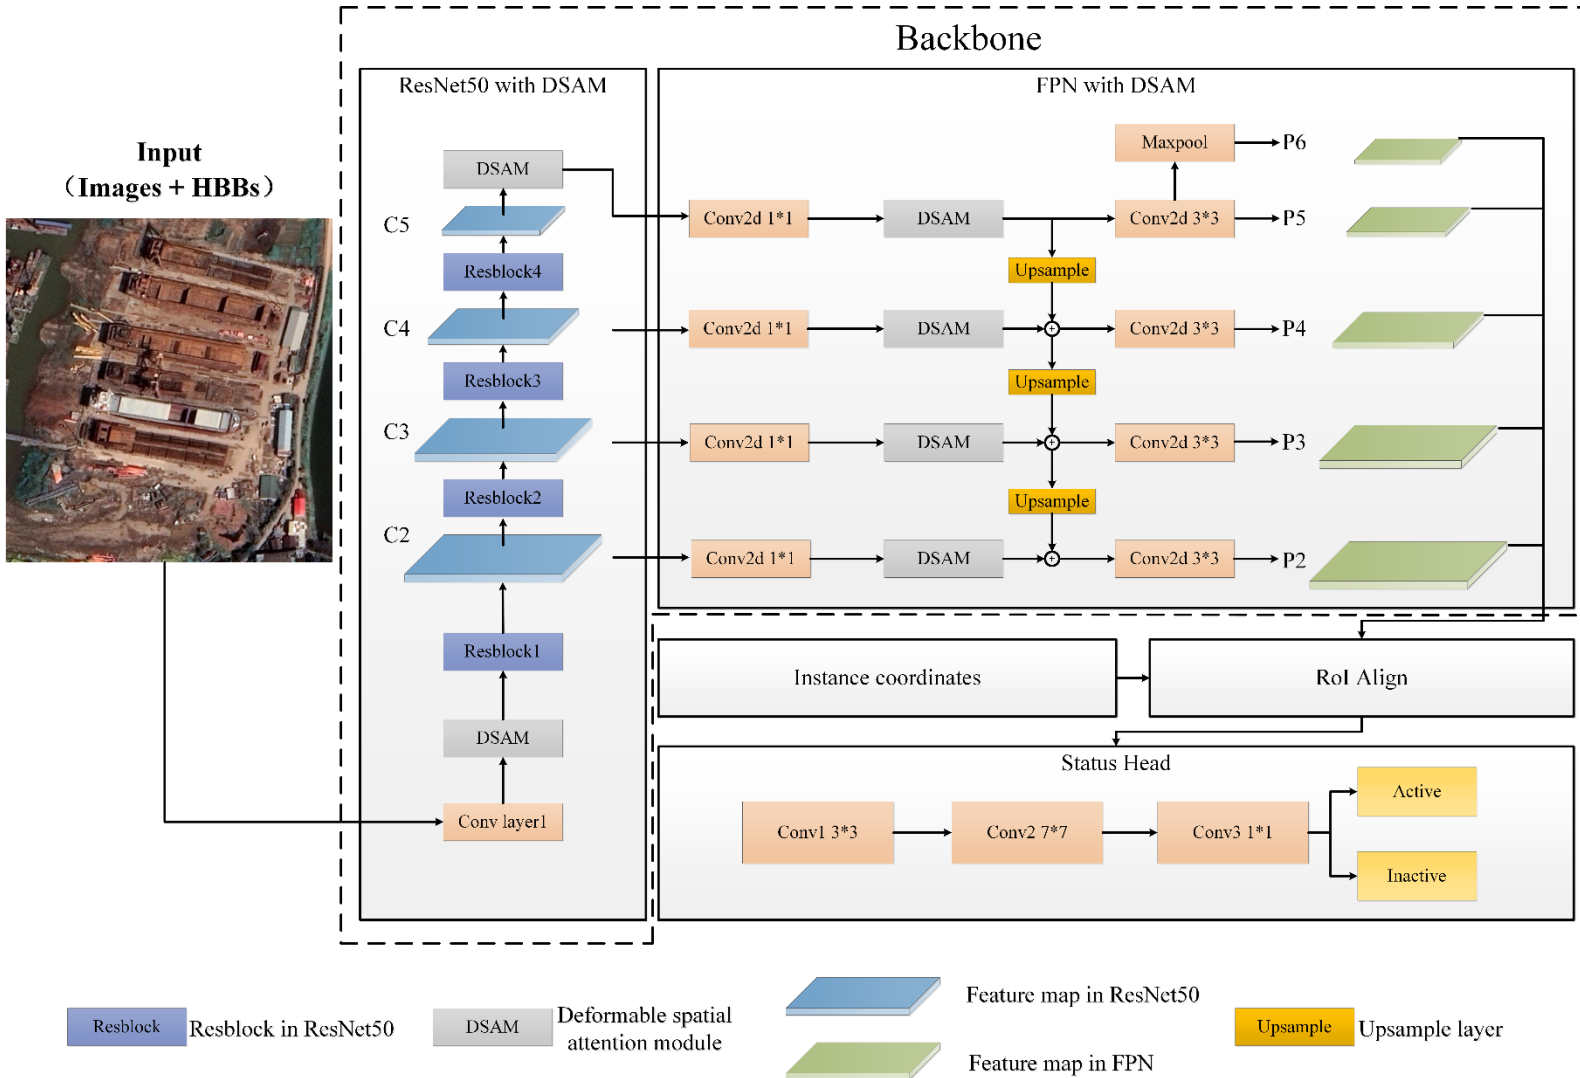 Backbone
ResNet50 with DSAM
FPN with DSAM
Input
（Images + HBBs）
DSAM
Maxpool
P6
C5
Conv2d 1*1
DSAM
Conv2d 3*3
P5
Resblock4
Upsample
C4
Conv2d 1*1
DSAM
+
Conv2d 3*3
P4
Resblock3
Upsample
C3
Conv2d 1*1
DSAM
+
Conv2d 3*3
P3
Resblock2
Upsample
C2
Conv2d 1*1
DSAM
+
Conv2d 3*3
P2
Resblock1
Instance coordinates
RoI Align
DSAM
Status Head
Conv layer1
Conv1 3*3
Conv2 7*7
Conv3 1*1
Active
Inactive
Resblock
Resblock in ResNet50
DSAM
Deformable spatial
attention module
Feature map in ResNet50
Feature map in FPN
Upsample
Upsample layer